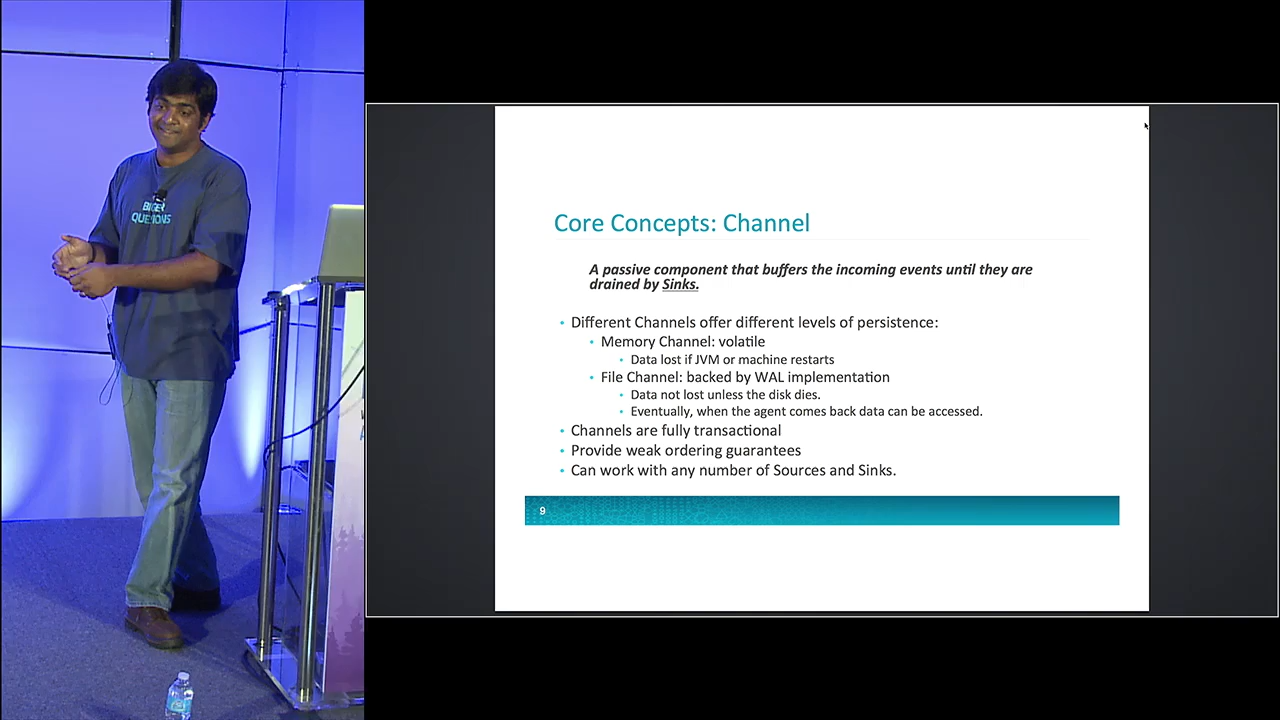 BIGGER
QUESTIONS
Core Concepts: Channel
A passive component that buffers the incoming events until they are
drained by Sinks.
• Different Channels offer different levels of persistence:
• Memory Channel: volatile
• Data lost if JVM or machine restarts
• File Channel: backed by WAL implementation
• Data not lost unless the disk dies.
• Eventually, when the agent comes back data can be accessed.
• Channels are fully transactional
• Provide weak ordering guarantees
• Can work with any number of Sources and Sinks.
9